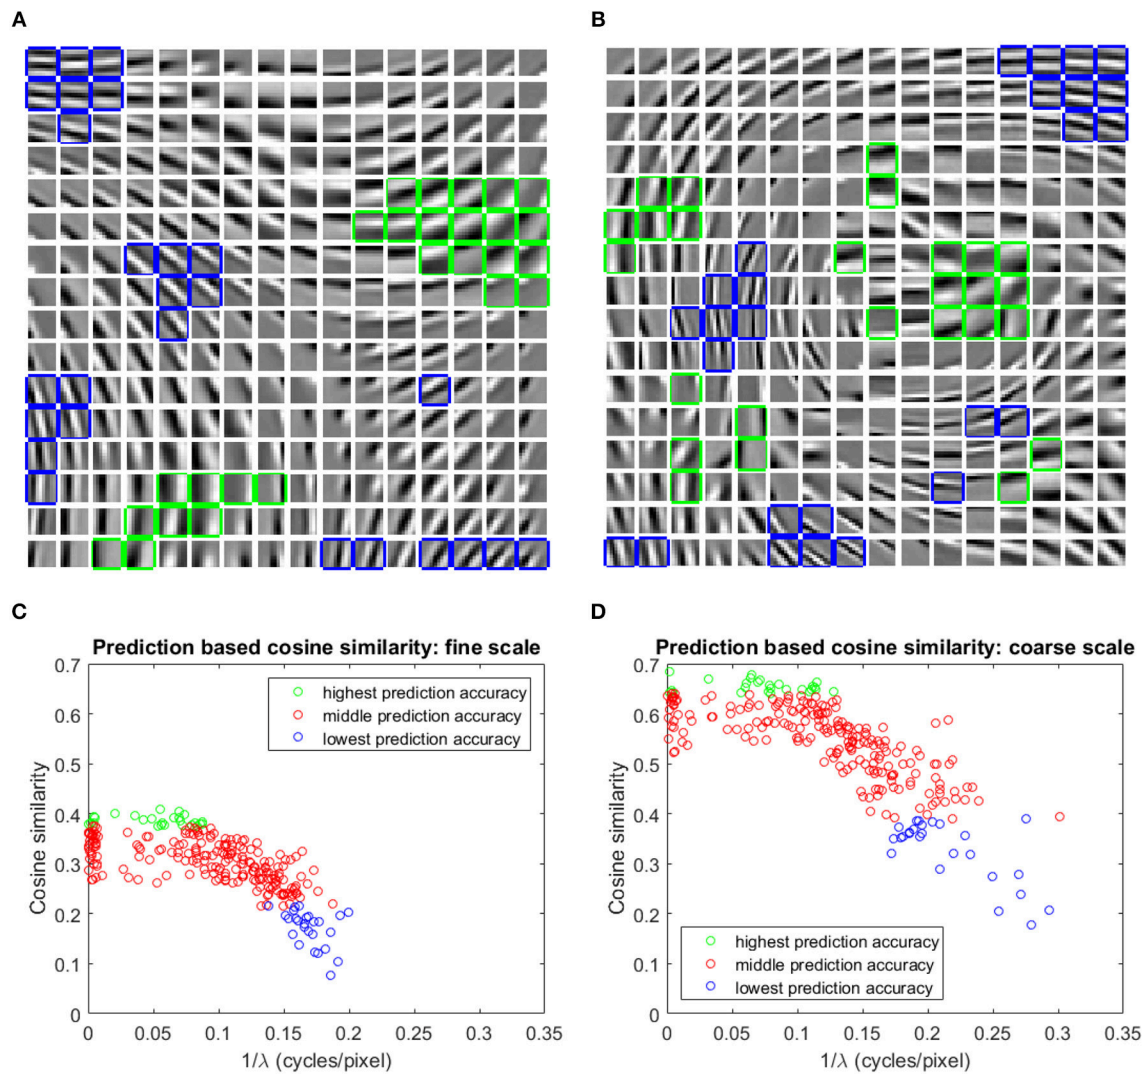 A
B
C
D
Prediction based cosine similarity: fine scale
0.7
0.6
0.5
0.4
0.3
0.2
0.1
0
Cosine similarity
highest prediction accuracy
middle prediction accuracy
lowest prediction accuracy
0 0.05 0.1 0.15 0.2 0.25 0.3 0.35
1/λ (cycles/pixel)
Prediction based cosine similarity: coarse scale
0.7
0.6
0.5
0.4
0.3
0.2
0.1
0
Cosine similarity
highest prediction accuracy
middle prediction accuracy
lowest prediction accuracy
0 0.05 0.1 0.15 0.2 0.25 0.3 0.35
1/λ (cycles/pixel)